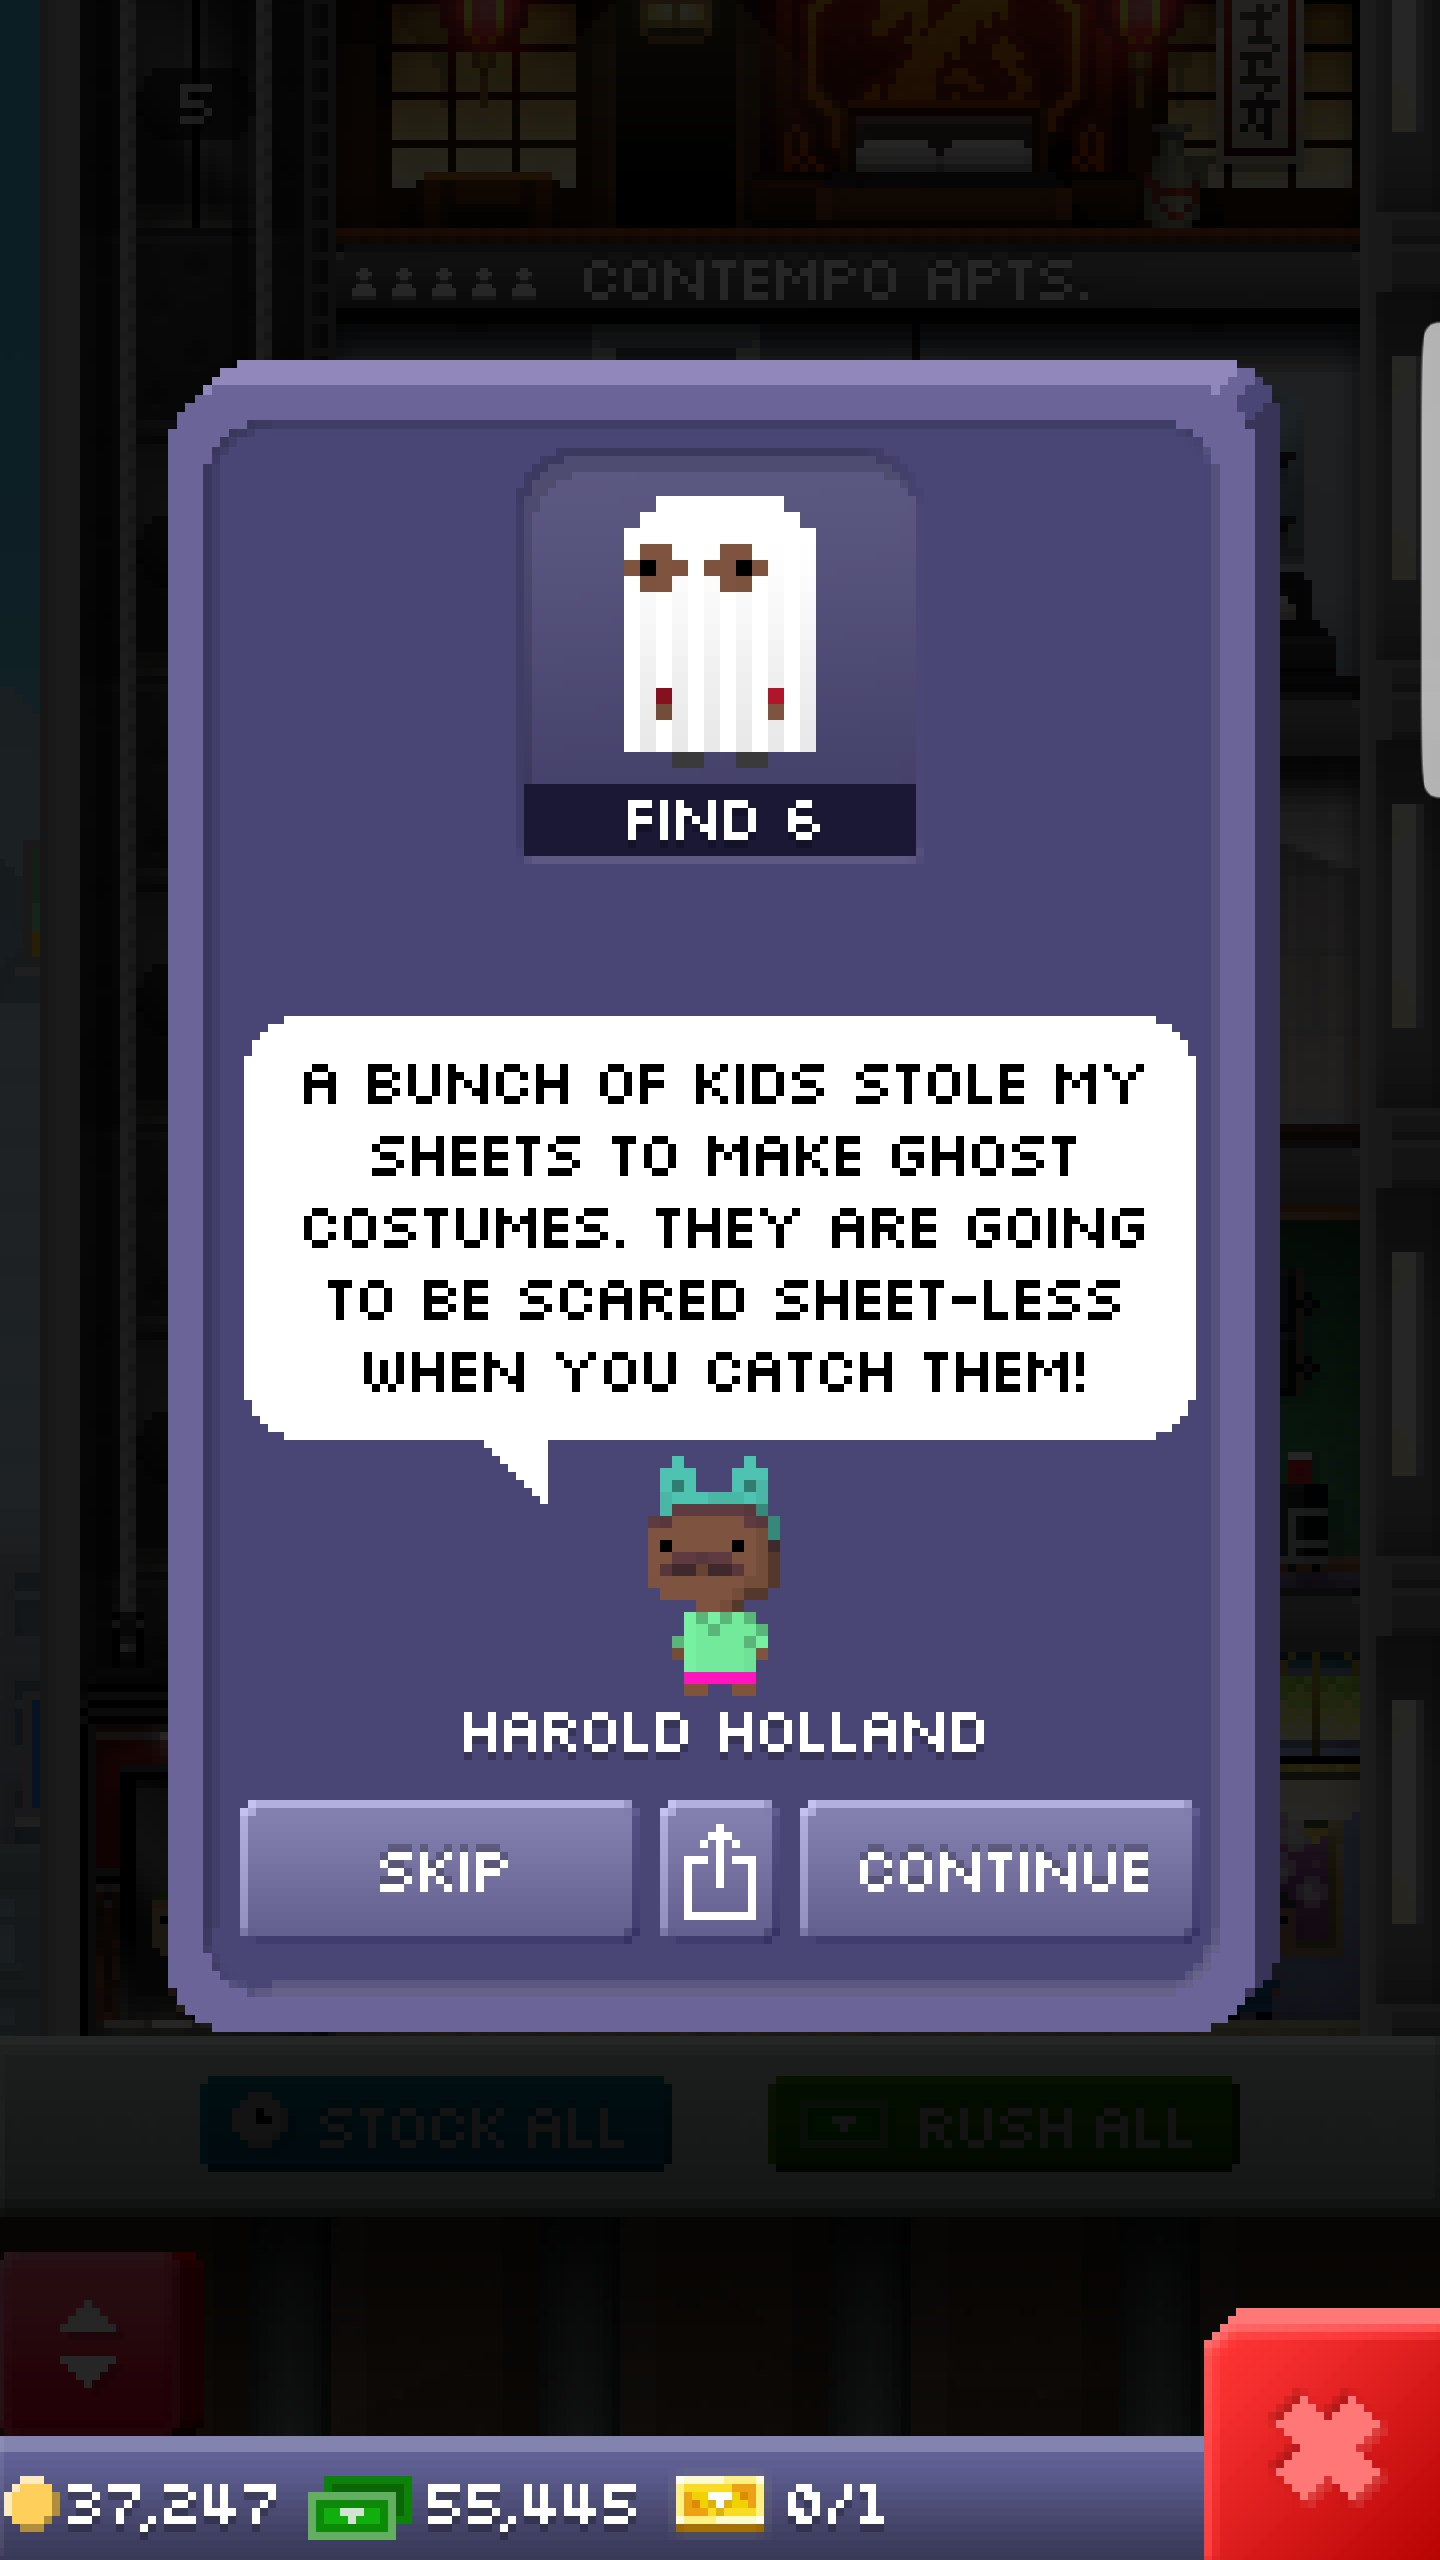 5
CONTEMPO APTS.
FIND 6
A BUNCH OF KIDS STOLE MY
SHEETS TO MAKE GHOST
COSTUMES. THEY ARE GOING
TO BE SCARED SHEET-LESS
WHEN YOU CATCH THEM!
HAROLD HOLLAND
SKIP
CONTINUE
STOCK ALL
RUSH ALL
37,247
55,445
0/1